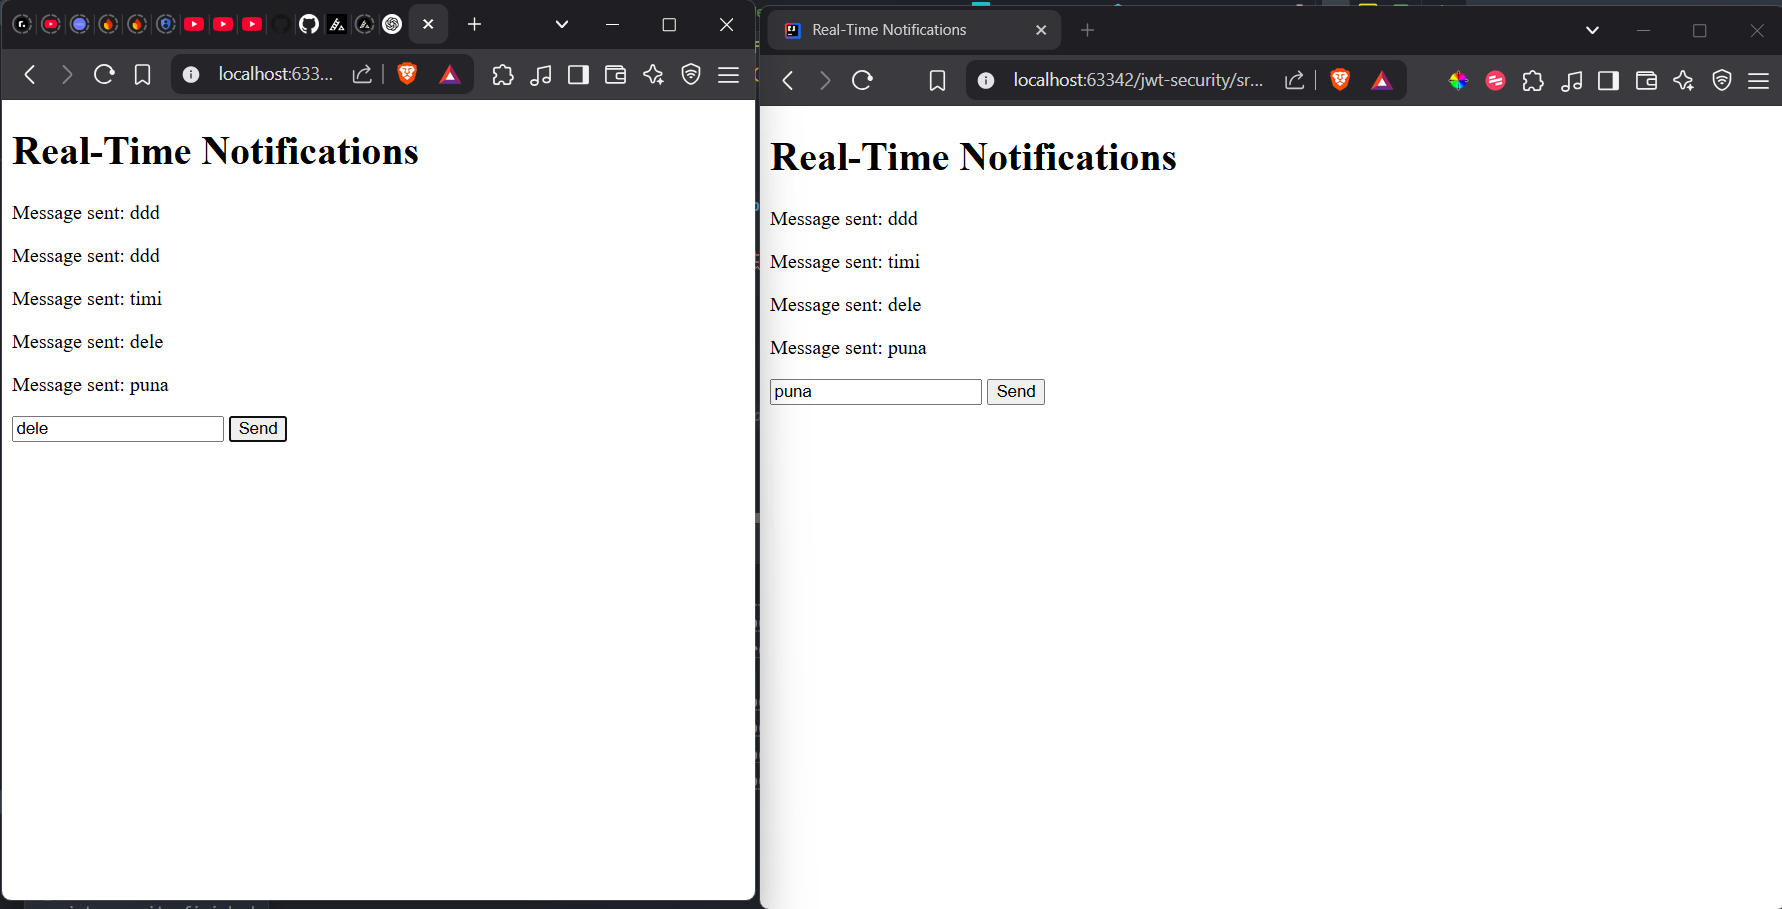 localhost:633...
Real-Time Notifications
Message sent: ddd
Message sent: ddd
Message sent: timi
Message sent: dele
Message sent: puna
dele Send
Real-Time Notifications
localhost:63342/jwt-security/sr...
Real-Time Notifications
Message sent: ddd
Message sent: timi
Message sent: dele
Message sent: puna
puna Send